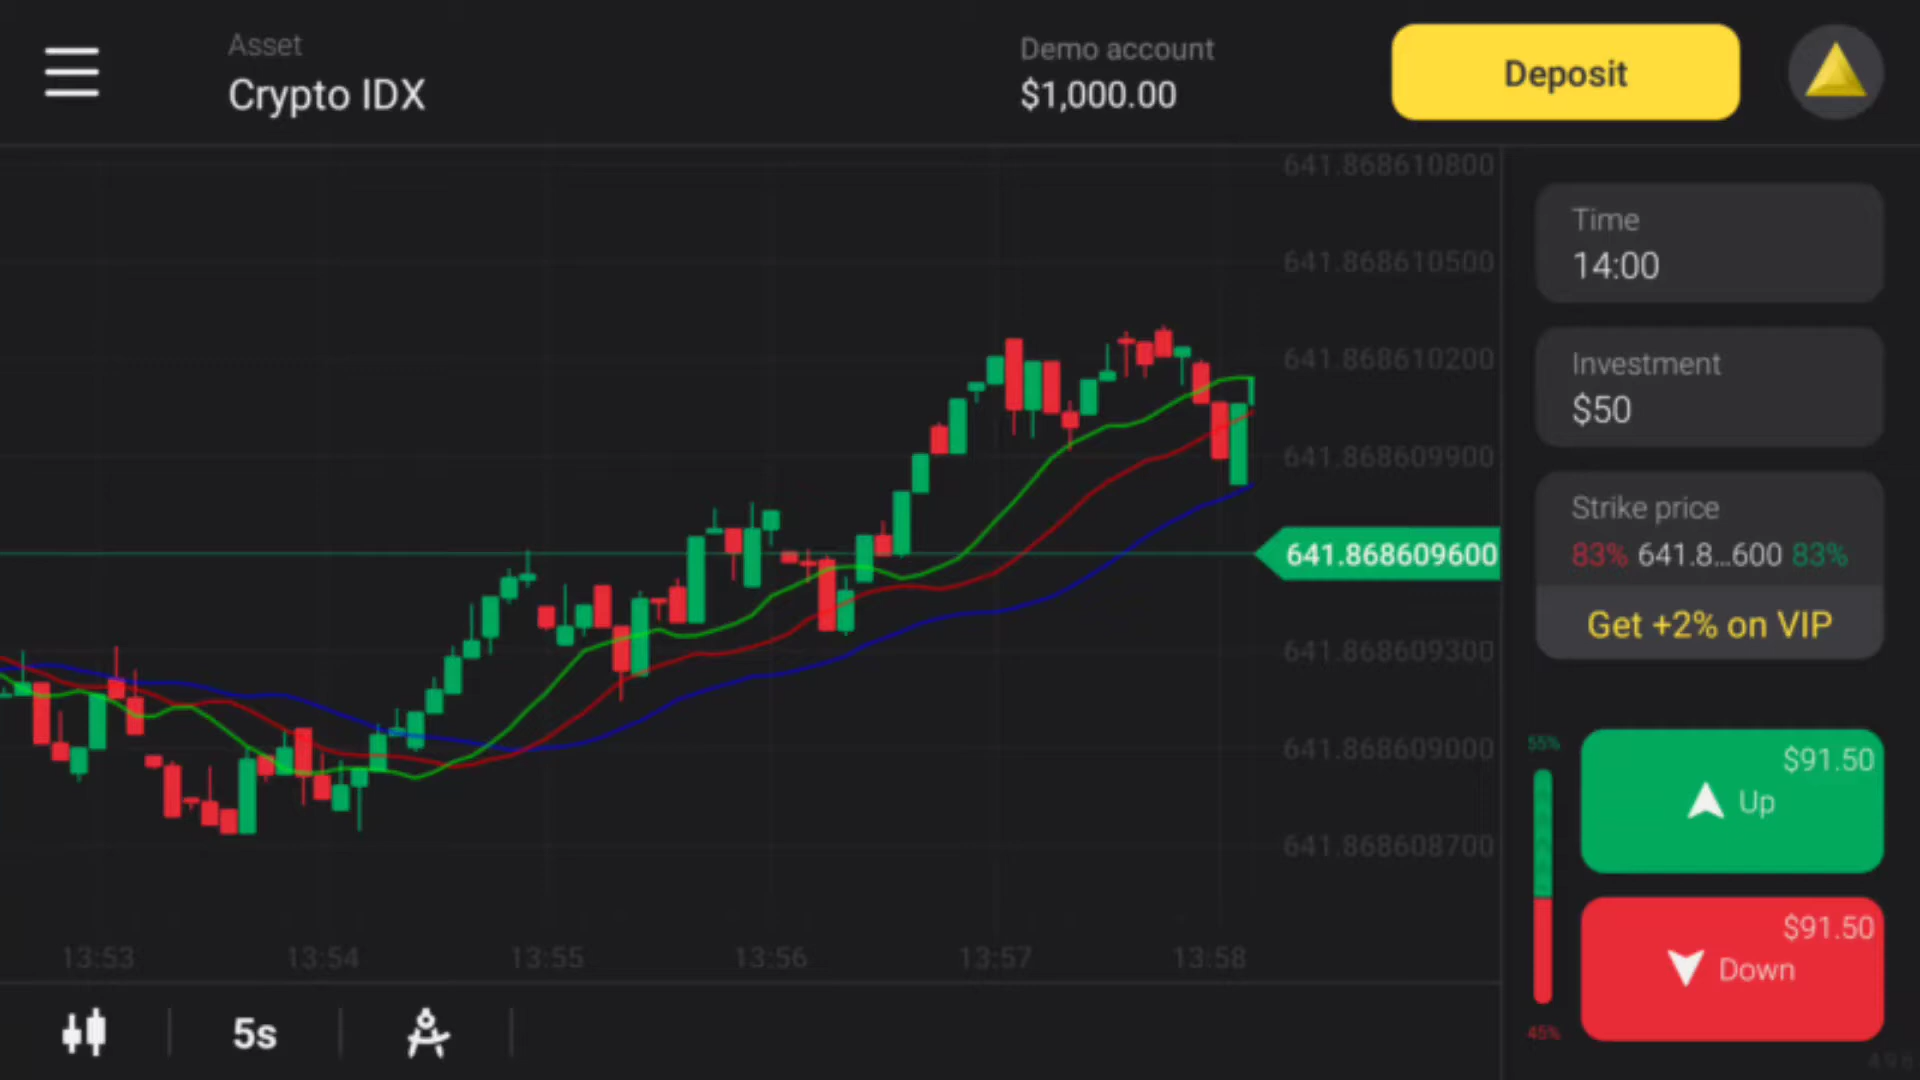 Asset
Crypto IDX
Demo account
$1,000.00
Deposit
641.868610800
641.868610500
641.868610200
641.868609900
641.868609600
641.868609300
641.868609000
641.868608700
13:53 13:54 13:55 13:56 13:57 13:58
5s
Time
14:00
Investment
$50
Strike price
83% 641.8...600 83%
Get +2% on VIP
55%
$91.50
Up
$91.50
Down
45%